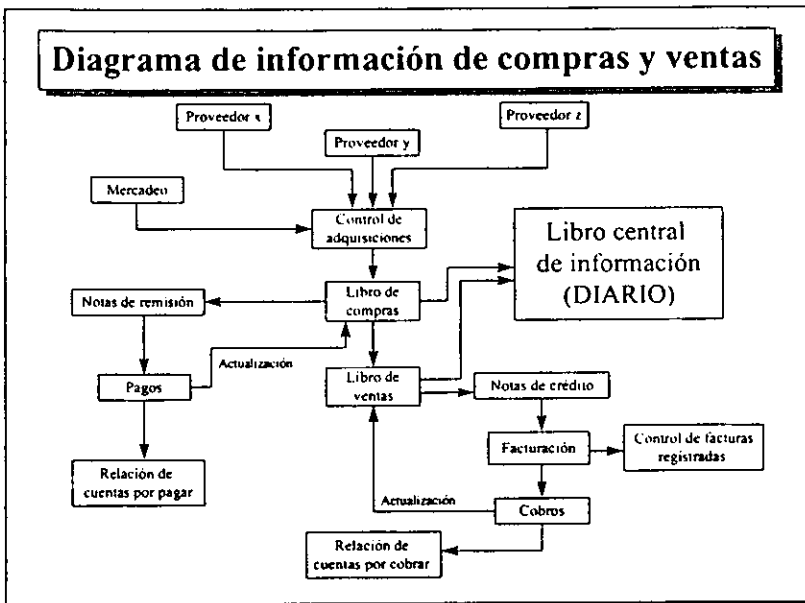 Diagrama de información de compras y ventas
Proveedor x
Proveedor y
Proveedor z
Mercadeo
Control de
adquisiciones
Libro central
de información
(DIARIO)
Libro de
compras
Notas de remisión
Actualización
Pagos
Libro de
ventas
Notas de crédito
Facturación
Control de facturas
registradas
Relación de
cuentas por pagar
Actualización
Cobros
Relación de
cuentas por cobrar